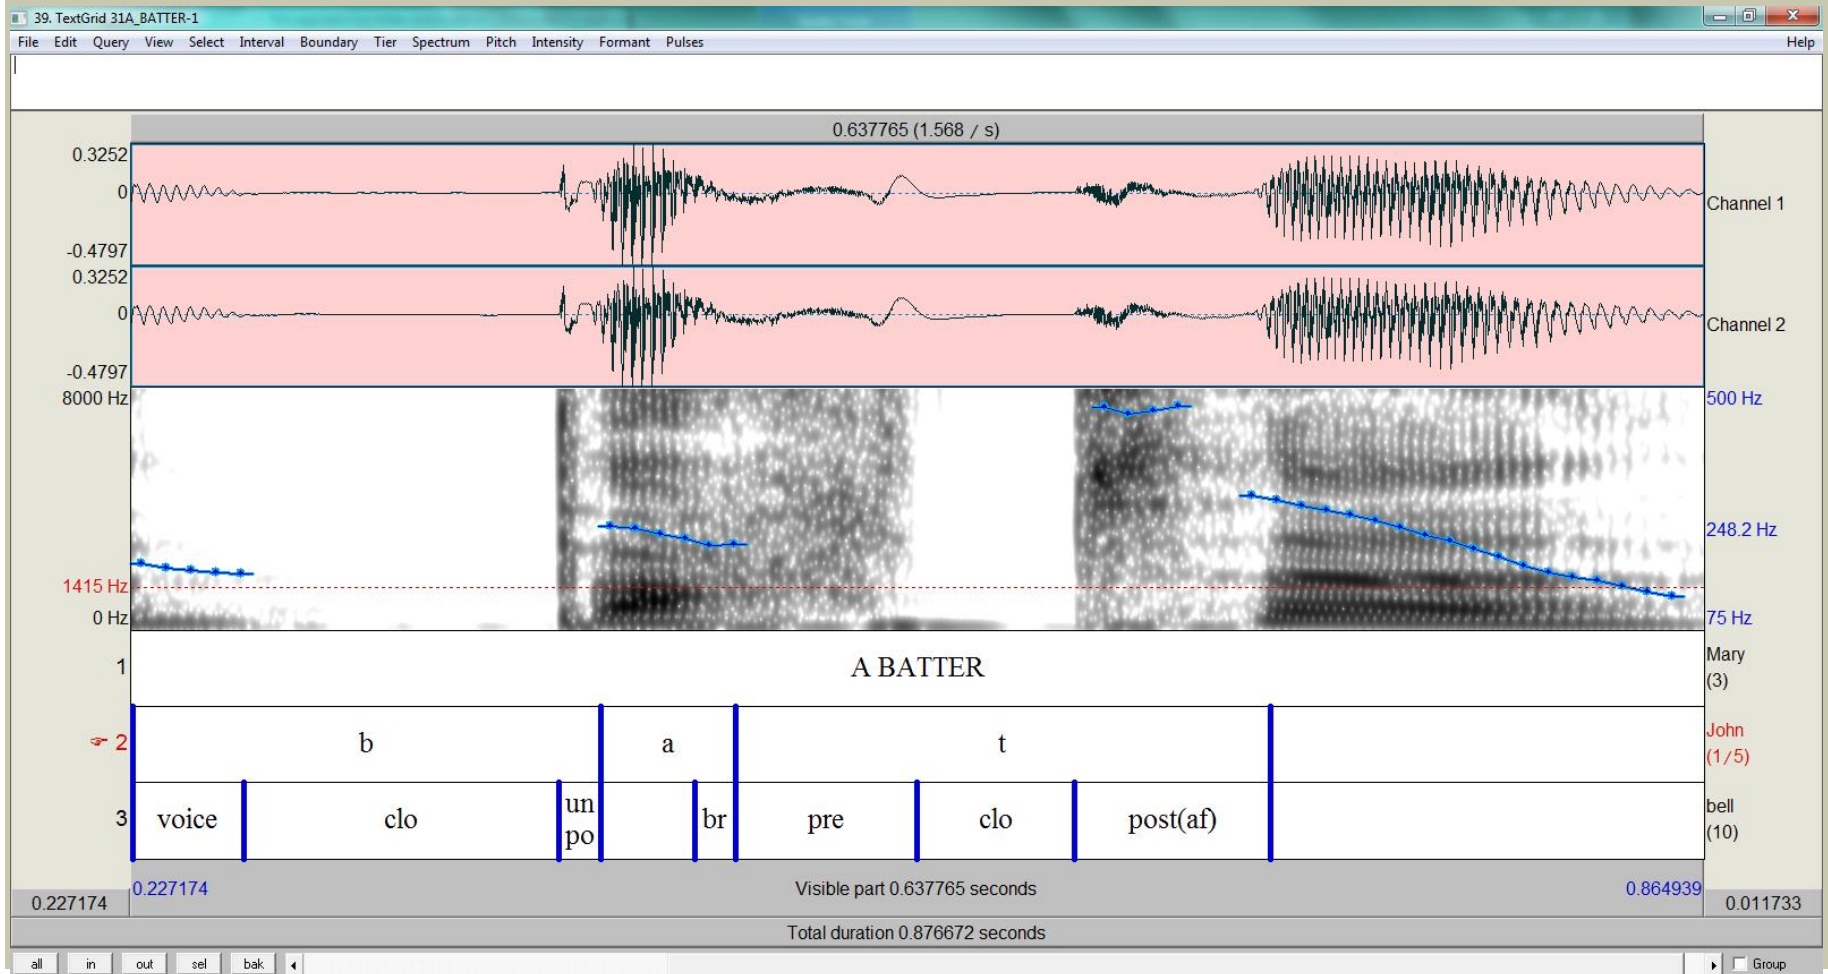 39. TextGrid 31A_BATTER-1
File Edit Query View Select Interval Boundary Tier Spectrum Pitch Intensity Formant Pulses Help
0.637765 (1.568 / s)
0.3252
0
-0.4797
Channel 1
0.3252
0
-0.4797
Channel 2
8000 Hz
500 Hz
248.2 Hz
1415 Hz
0 Hz
75 Hz
1
A BATTER
Mary
(3)
2
b a t
John
(1/5)
3
voice clo un po br pre clo post(af)
bell
(10)
0.227174
Visible part 0.637765 seconds
0.864939
0.227174
0.011733
Total duration 0.876672 seconds
all in out sel bak Group